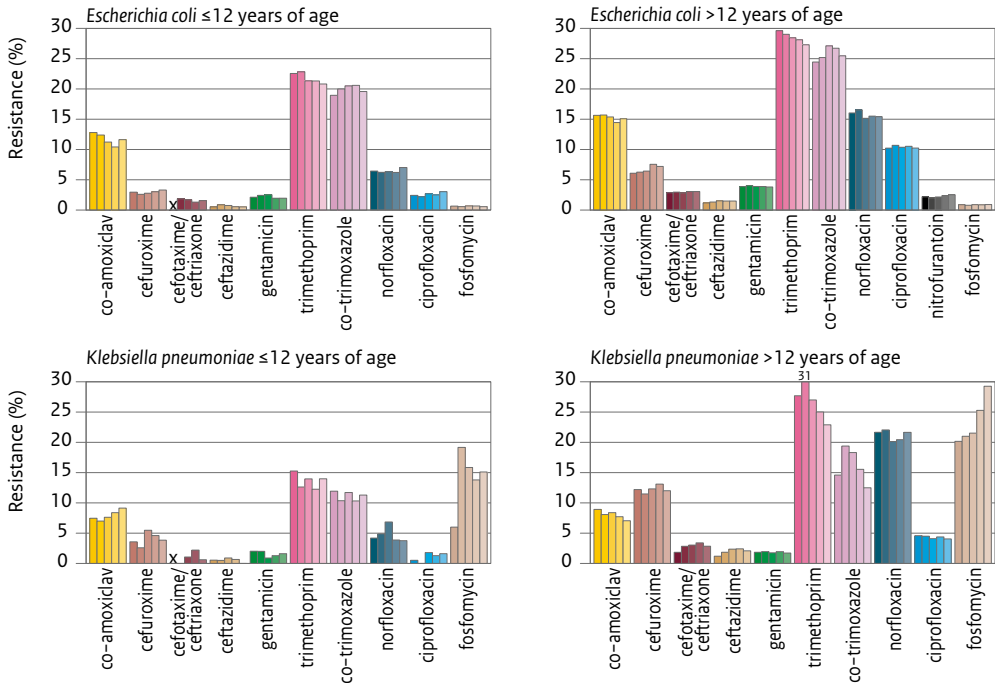 Escherichia coli ≤12 years of age
Resistance (%)
30
25
20
15
10
5
0
x
co-amoxiclav
cefuroxime
cefotaxime/
ceftriaxone
ceftazidime
gentamicin
trimethoprim
co-trimoxazole
norfloxacin
ciprofloxacin
fosfomycin
Escherichia coli >12 years of age
30
25
20
15
10
5
0
co-amoxiclav
cefuroxime
cefotaxime/
ceftriaxone
ceftazidime
gentamicin
trimethoprim
co-trimoxazole
norfloxacin
ciprofloxacin
nitrofurantoin
fosfomycin
Klebsiella pneumoniae ≤12 years of age
Resistance (%)
30
25
20
15
10
5
0
x
co-amoxiclav
cefuroxime
cefotaxime/
ceftriaxone
ceftazidime
gentamicin
trimethoprim
co-trimoxazole
norfloxacin
ciprofloxacin
fosfomycin
Klebsiella pneumoniae >12 years of age
31
30
25
20
15
10
5
0
co-amoxiclav
cefuroxime
cefotaxime/
ceftriaxone
ceftazidime
gentamicin
trimethoprim
co-trimoxazole
norfloxacin
ciprofloxacin
fosfomycin